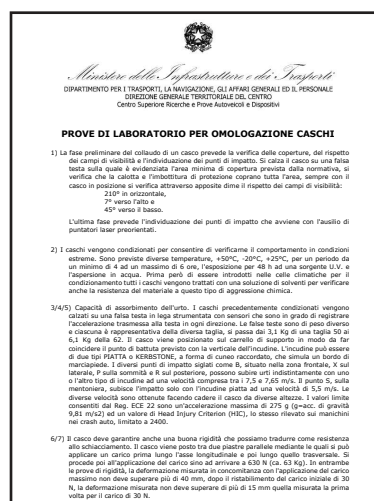 Ministero delle Infrastrutture e dei Trasporti
DIPARTIMENTO PER I TRASPORTI, LA NAVIGAZIONE, GLI AFFARI GENERALI ED IL PERSONALE
DIREZIONE GENERALE TERRITORIALE DEL CENTRO
Centro Superiore Ricerche e Prove Autoveicoli e Dispositivi
PROVE DI LABORATORIO PER OMOLOGAZIONE CASCHI
1) La fase preliminare del collaudo di un casco prevede la verifica delle coperture, del rispetto
dei campi di visibilità e l'individuazione dei punti di impatto. Si calza il casco su una falsa
testa sulla quale è evidenziata l'area minima di copertura prevista dalla normativa, si
verifica che la calotta e l'imbottitura di protezione coprano tutta l'area, sempre con il
casco in posizione si verifica attraverso apposite dime il rispetto dei campi di visibilità:
210° in orizzontale
7° verso l'alto e
45° verso il basso.
L'ultima fase prevede l'individuazione dei punti di impatto che avviene con l'ausilio di
puntatori laser preorientati.
2) I caschi vengono condizionati per consentire di verificarne il comportamento in condizioni
estreme. Sono previste diverse temperature, +50°C, -20°C, +25°C, per un periodo da
un minimo di 4 ad un massimo di 6 ore, l'esposizione per 48 h ad una sorgente U.V. e
l'aspersione in acqua. Prima però di essere introdotti nelle celle climatiche per il
condizionamento tutti i caschi vengono trattati con una soluzione di solventi per verificare
anche la resistenza del materiale a questo tipo di aggressione chimica.
3/4/5) Capacità di assorbimento dell'urto. I caschi precedentemente condizionati vengono
calzati su una falsa testa in lega strumentata con sensori che sono in grado di registrare
l'accelerazione trasmessa alla testa in ogni direzione. Le false teste sono di peso diverse
e ciascuna è rappresentativa della diversa taglia, si passa dai 3,1 Kg di una taglia 50 ai
6,1 Kg della 62. Il casco viene posizionato sul carrello di supporto in modo da far
coincidere il punto di battuta previsto con la verticale dell'incudine. L'incudine può essere
di due tipi PIATTA o KERBSTONE, a forma di cuneo raccordato, che simula un bordo di
marciapiede. I diversi punti di impatto siglati come B, situato nella zona frontale, X sul
laterale, P sulla sommità e R sul posteriore, possono subire urti indistintamente con uno
o l'altro tipo di incudine ad una velocità compresa tra i 7,5 e 7,65 m/s. Il punto S, sulla
mentoniera, subisce l'impatto solo con l'incudine piatta ad una velocità di 5,5 m/s. Le
diverse velocità sono ottenute facendo cadere il casco da diverse altezze. I valori limite
consentiti dal Reg. ECE 22 sono un'accelerazione massima di 275 g (g=acc. di gravità
9,81 m/s2) ed un valore di Head Injury Criterion (HIC), lo stesso rilevato sui manichini
nei crash auto, limitato a 2400.
6/7) Il casco deve garantire anche una buona rigidità che possiamo tradurre come resistenza
allo schiacciamento. Il casco viene posto tra due piastre parallele mediante le quali si può
applicare un carico prima lungo l'asse longitudinale e poi lungo quello trasversale. Si
procede poi all'applicazione del carico sino ad arrivare a 630 N (ca. 63 Kg). In entrambe
le prove di rigidità, la deformazione misurata in concomitanza con l'applicazione del carico
massimo non deve superare più di 40 mm, dopo il ristabilimento del carico iniziale di 30
N, la deformazione misurata non deve superare di più di 15 mm quella misurata la prima
volta per il carico di 30 N.